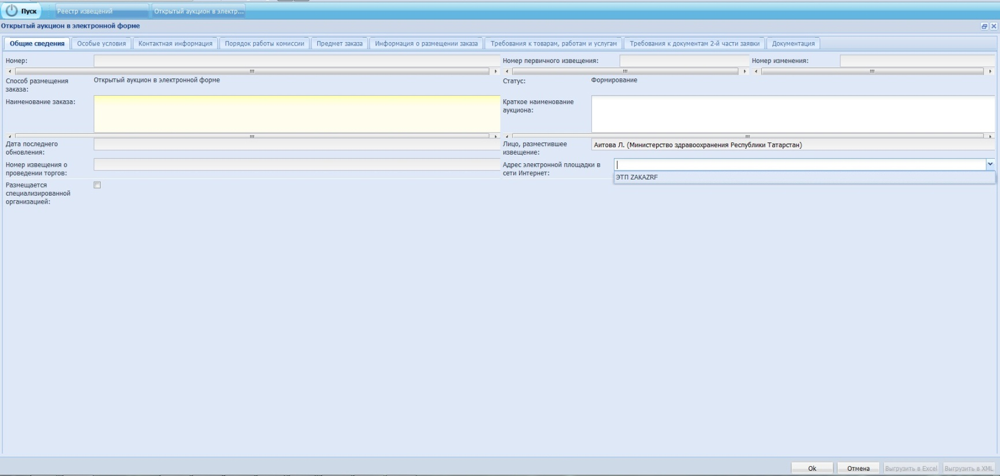 Пуск
Реестр извещений
Открытый аукцион в электр...
Открытый аукцион в электронной форме
Общие сведения
Особые условия
Контактная информация
Порядок работы комиссии
Предмет заказа
Информация о размещении заказа
Требования к товарам, работам и услугам
Требования к документам 2-й части заявки
Документация
Номер:
Номер первичного извещения:
Номер изменения:
Способ размещения
заказа:
Открытый аукцион в электронной форме
Статус:
Формирование
Наименование заказа:
Краткое наименование
аукциона:
Дата последнего
обновления:
Лицо, разместившее
извещение:
Аитова Л. (Министерство здравоохранения Республики Татарстан)
Номер извещения о
проведении торгов:
Адрес электронной площадки в
сети Интернет:
ЭТП ZAKAZRF
Размещается
специализированной
организацией:
Ok
Отмена
Выгрузить в Excel
Выгрузить в XML